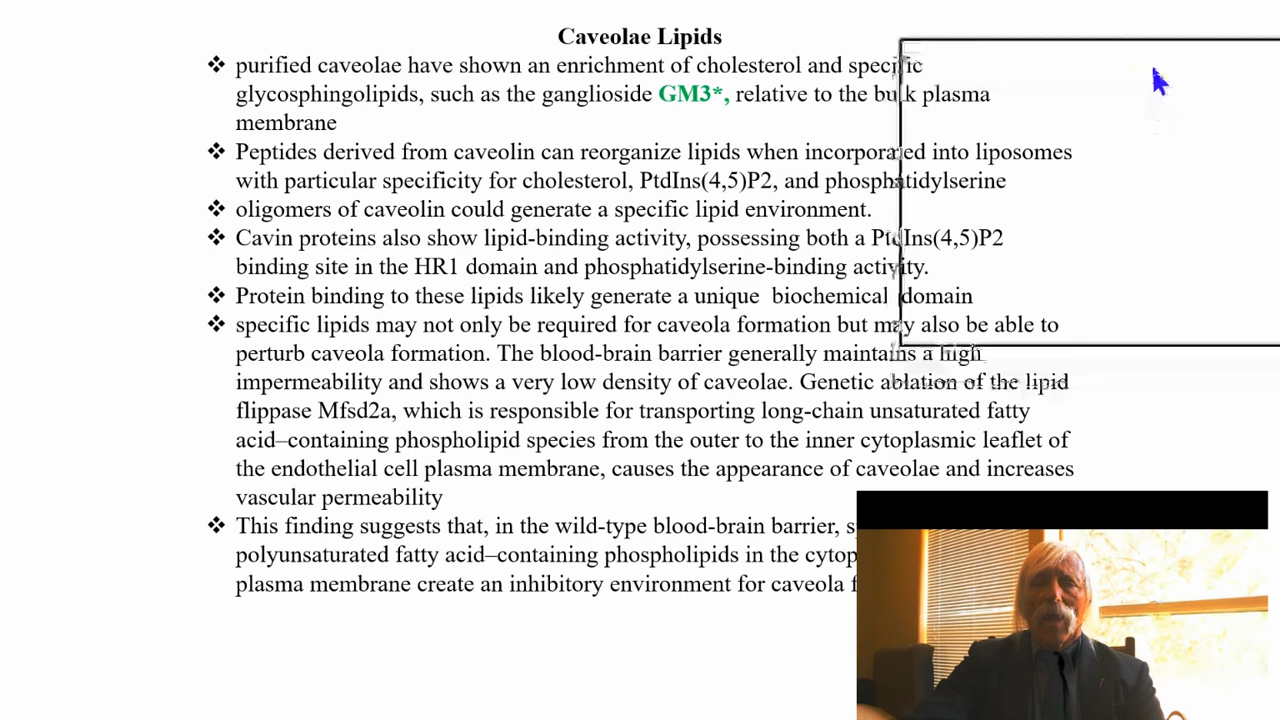 Caveolae Lipids
❖ purified caveolae have shown an enrichment of cholesterol and specific
glycosphingolipids, such as the ganglioside GM3*, relative to the bulk plasma
membrane
❖ Peptides derived from caveolin can reorganize lipids when incorporated into liposomes
with particular specificity for cholesterol, PtdIns(4,5)P2, and phosphatidylserine
❖ oligomers of caveolin could generate a specific lipid environment.
❖ Cavin proteins also show lipid-binding activity, possessing both a PtdIns(4,5)P2
binding site in the HR1 domain and phosphatidylserine-binding activity.
❖ Protein binding to these lipids likely generate a unique biochemical domain
❖ specific lipids may not only be required for caveola formation but may also be able to
perturb caveola formation. The blood-brain barrier generally maintains a high
impermeability and shows a very low density of caveolae. Genetic ablation of the lipid
flippase Mfsd2a, which is responsible for transporting long-chain unsaturated fatty
acid–containing phospholipid species from the outer to the inner cytoplasmic leaflet of
the endothelial cell plasma membrane, causes the appearance of caveolae and increases
vascular permeability
❖ This finding suggests that, in the wild-type blood-brain barrier,
polyunsaturated fatty acid–containing phospholipids in the
plasma membrane create an inhibitory environment for caveola